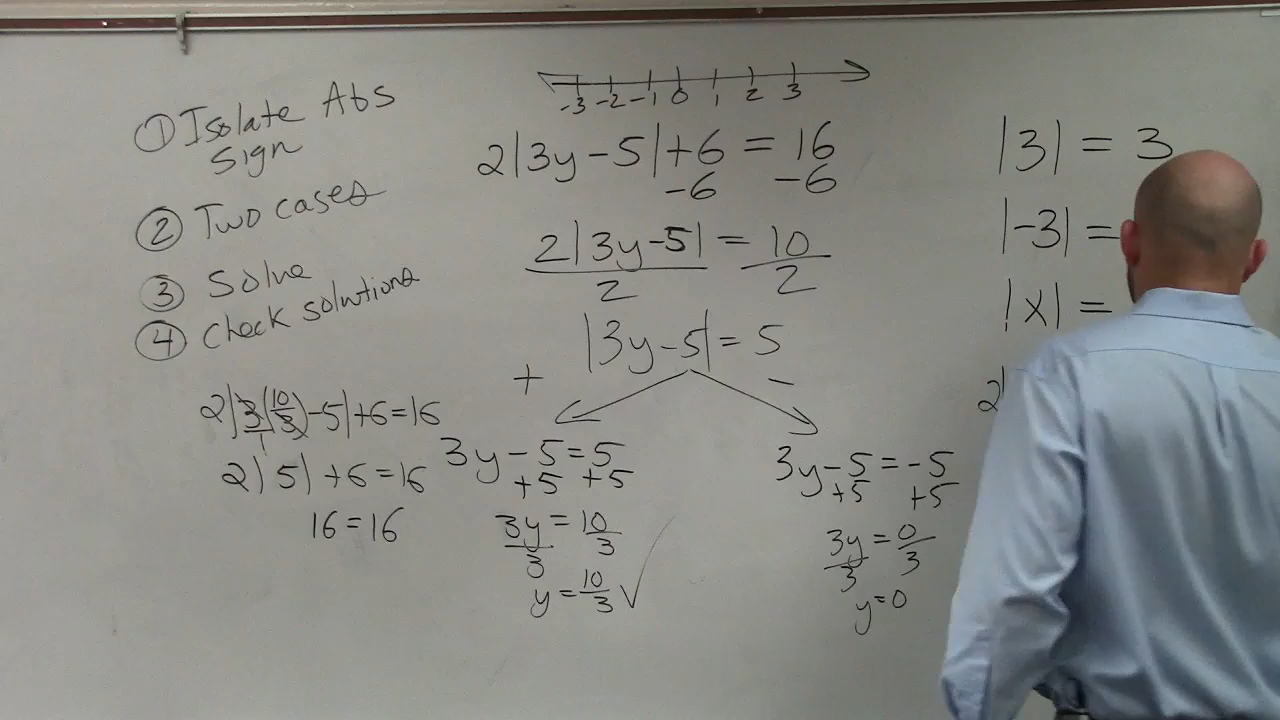 ① Isolate Abs
Sign
② Two cases
③ Solve
④ Check solutions
-3 -2 -1 0 1 2 3
2|3y-5|+6=16
-6 -6
2|3y-5| = 10
2 2
|3y-5| = 5
+ -
3y-5=5
+5 +5
3y = 10
3 3
y = 10/3 √
3y-5=-5
+5 +5
3y = 0
3 3
y=0
2|3(10/3)-5|+6=16
1
2|5|+6=16
16=16
|3| = 3
|-3| =
|x| =
2|